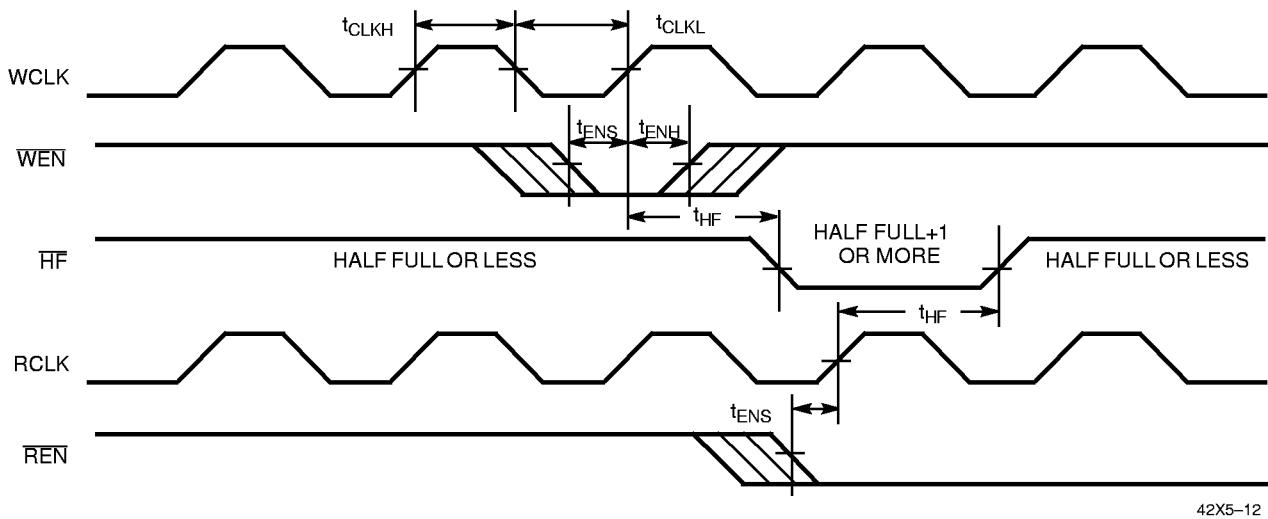 tCLKH
tCLKL
WCLK
tENS
tENH
WEN
tHF
HF
HALF FULL OR LESS
HALF FULL+1
OR MORE
HALF FULL OR LESS
tHF
RCLK
tENS
REN
42X5–12